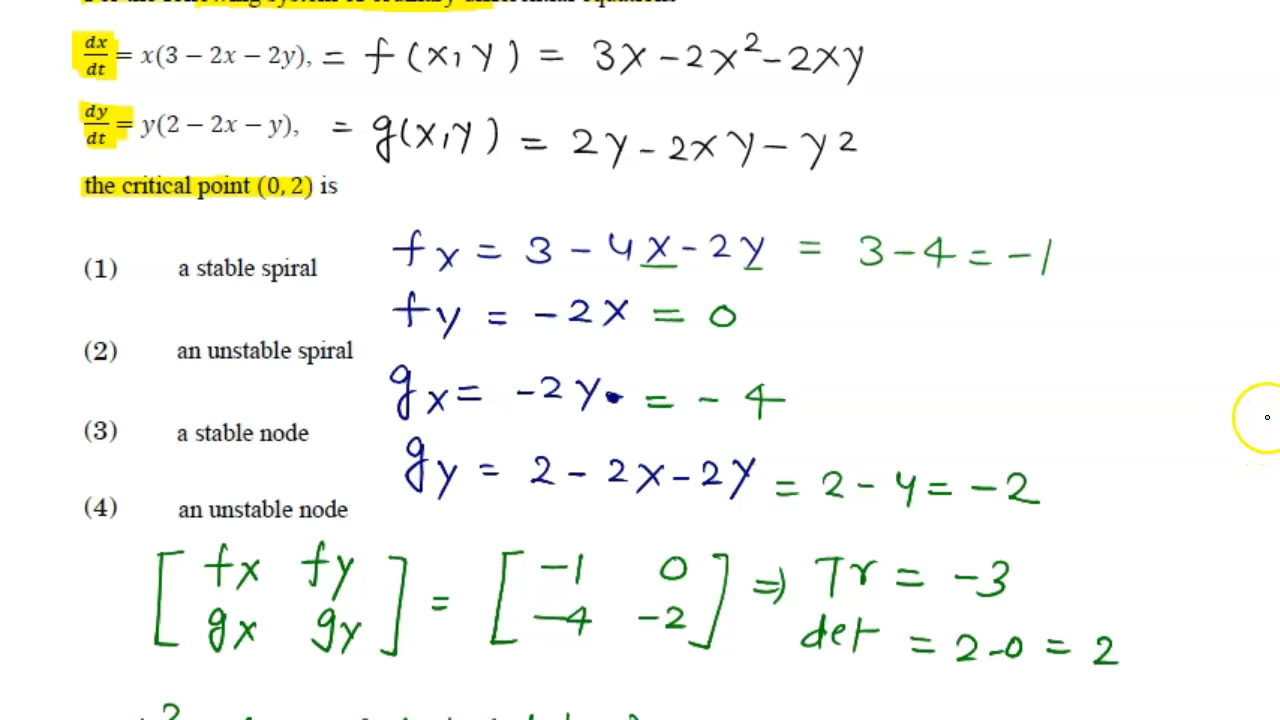 dx/dt = x(3 − 2x − 2y), = f(x,y) = 3x − 2x² − 2xy
dy/dt = y(2 − 2x − y), = g(x,y) = 2y − 2xy − y²
the critical point (0, 2) is
fx = 3 − 4x − 2y = 3 − 4 = −1
(1) a stable spiral
fy = −2x = 0
(2) an unstable spiral
gx = −2y. = −4
(3) a stable node
gy = 2 − 2x − 2y = 2 − 4 = −2
(4) an unstable node
[fx fy = [−1 0 ⇒ Tr = −3
gx gy] −4 −2] det = 2−0 = 2